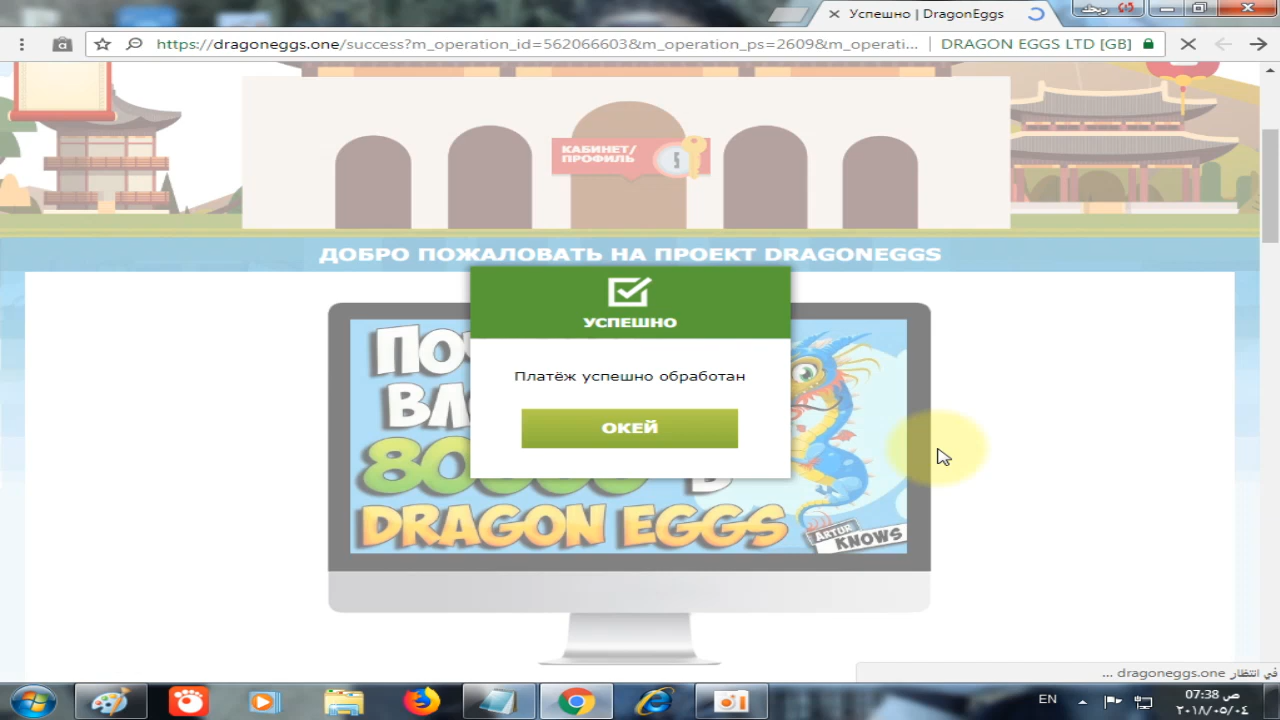 Успешно | DragonEggs
ربحك
https://dragoneggs.one/success?m_operation_id=562066603&m_operation_ps=2609&m_operati...
DRAGON EGGS LTD [GB]
КАБИНЕТ/
ПРОФИЛЬ
ДОБРО ПОЖАЛОВАТЬ НА ПРОЕКТ DRAGONEGGS
УСПЕШНО
Платёж успешно обработан
ОКЕЙ
DRAGON EGGS
ARTUR
KNOWS
في انتظار dragoneggs.one ...
EN
07:38 ص
٢٠١٨/٠٥/٠٤